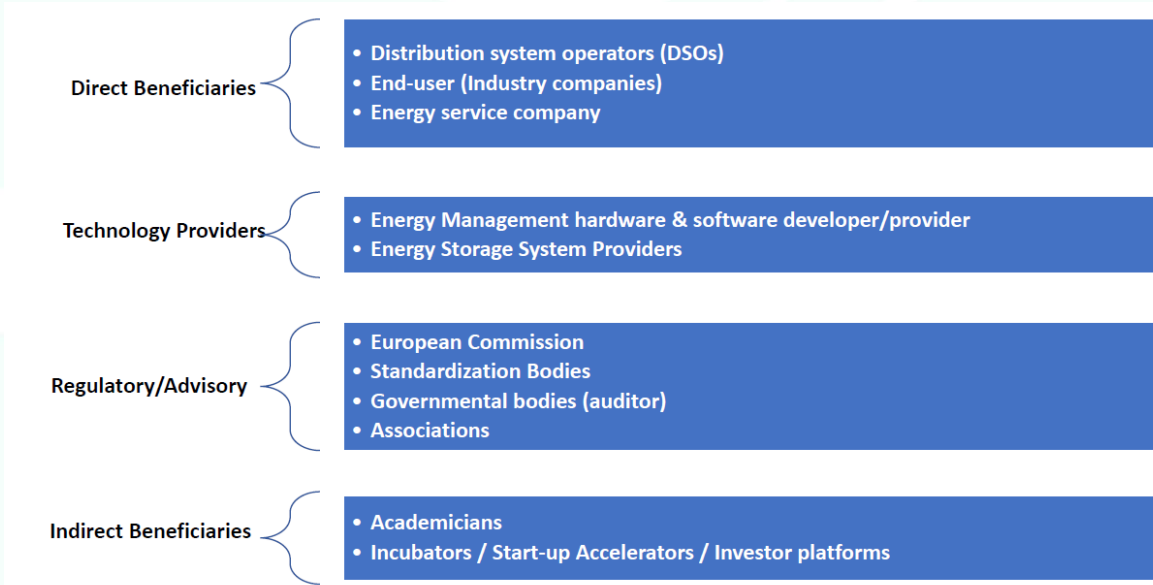 Direct Beneficiaries
• Distribution system operators (DSOs)
• End-user (Industry companies)
• Energy service company
Technology Providers
• Energy Management hardware & software developer/provider
• Energy Storage System Providers
Regulatory/Advisory
• European Commission
• Standardization Bodies
• Governmental bodies (auditor)
• Associations
Indirect Beneficiaries
• Academicians
• Incubators / Start-up Accelerators / Investor platforms